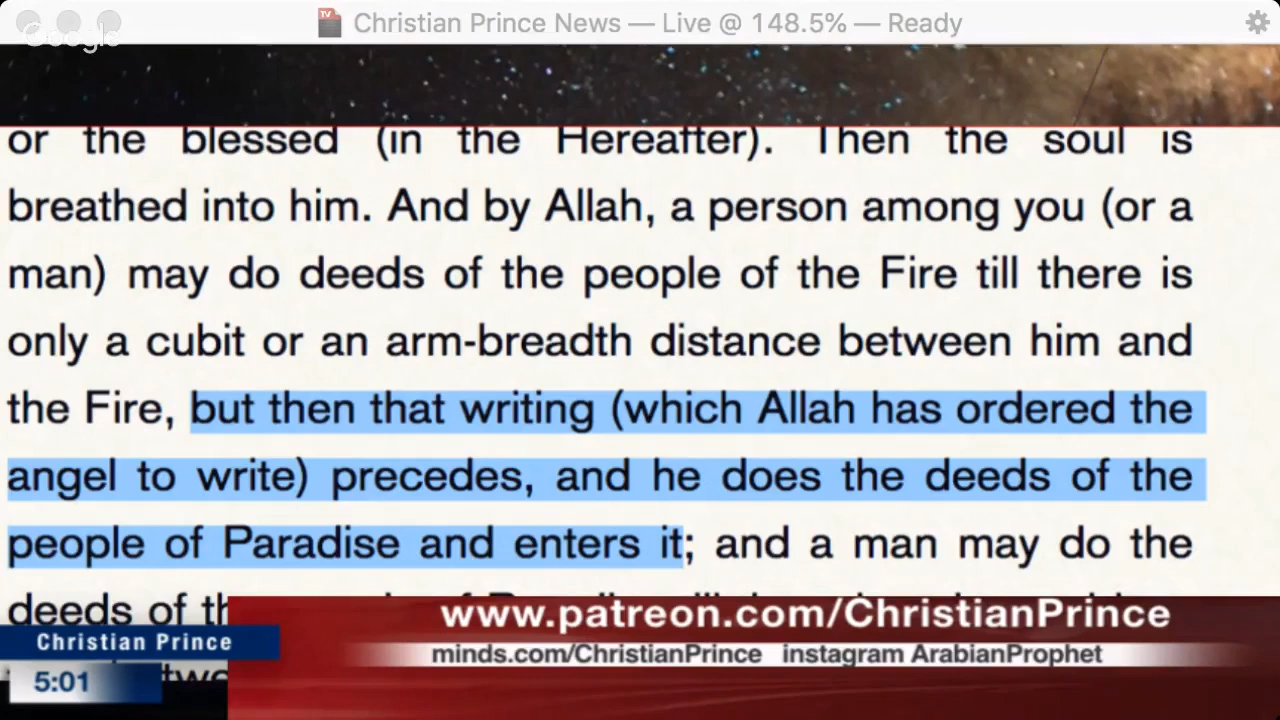 Christian Prince News — Live @ 148.5% — Ready
Google
or the blessed (in the Hereafter). Then the soul is
breathed into him. And by Allah, a person among you (or a
man) may do deeds of the people of the Fire till there is
only a cubit or an arm-breadth distance between him and
the Fire, but then that writing (which Allah has ordered the
angel to write) precedes, and he does the deeds of the
people of Paradise and enters it; and a man may do the
deeds of
www.patreon.com/ChristianPrince
Christian Prince
minds.com/ChristianPrince instagram ArabianProphet
5:01